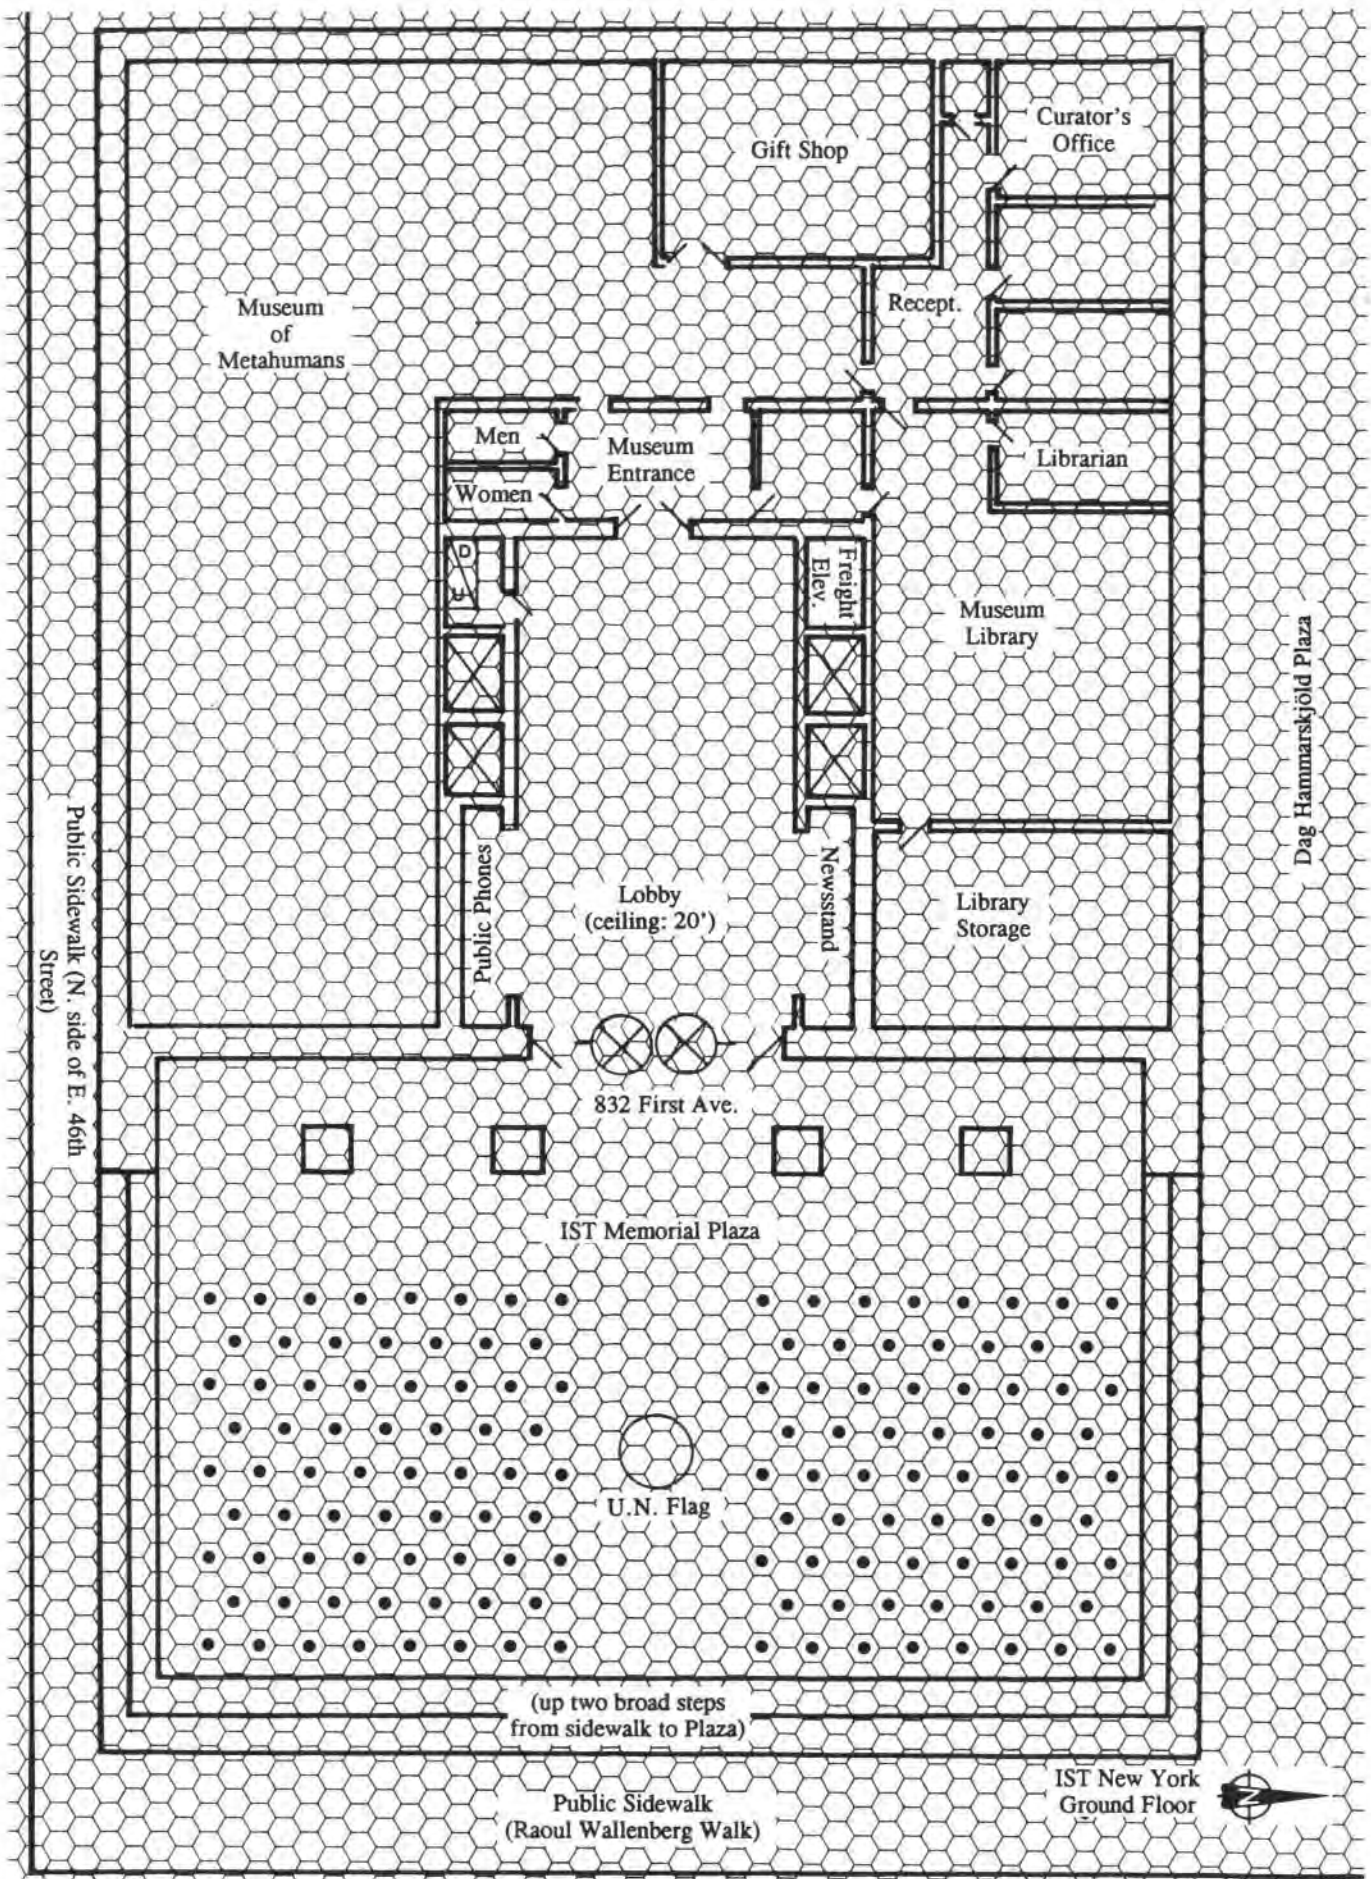 Curator's
Office
Gift Shop
Museum
of
Metahumans
Recept.
Men
Museum
Entrance
Women
Librarian
D
U
Freight
Elev.
Museum
Library
Dag Hammarskjöld Plaza
Public Sidewalk (N. side of E. 46th
Street)
Public Phones
Lobby
(ceiling: 20')
Newsstand
Library
Storage
832 First Ave.
IST Memorial Plaza
U.N. Flag
(up two broad steps
from sidewalk to Plaza)
IST New York
Ground Floor
N
Public Sidewalk
(Raoul Wallenberg Walk)